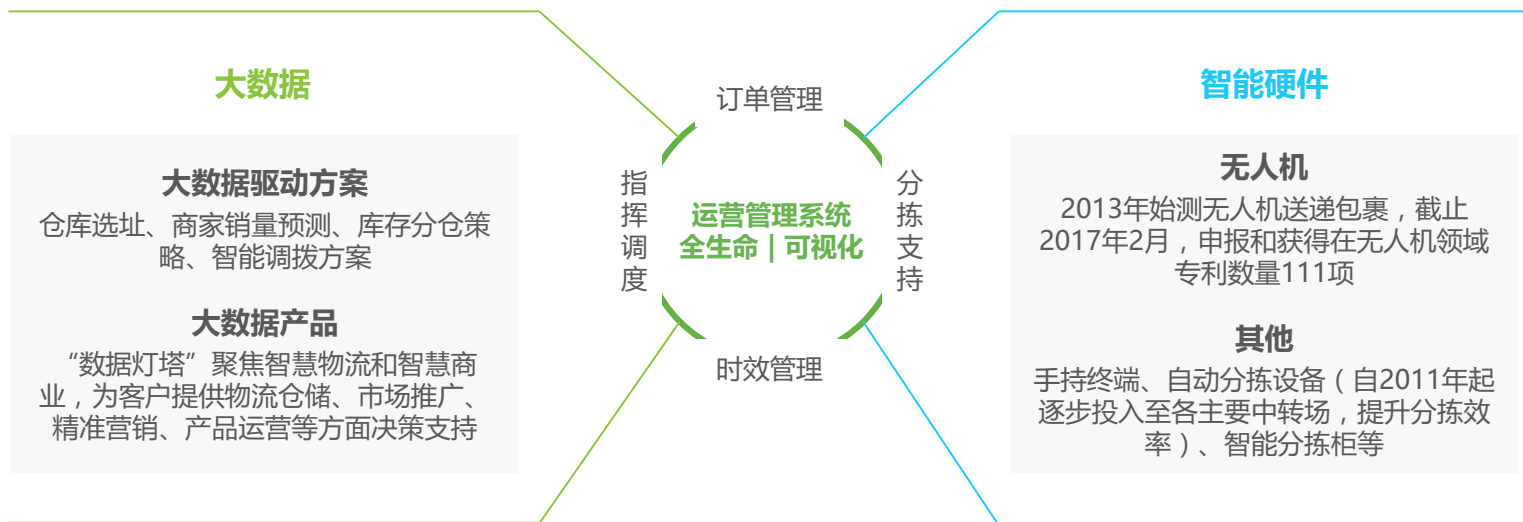 大数据
大数据驱动方案
仓库选址、商家销量预测、库存分仓策
略、智能调拨方案
大数据产品
“数据灯塔”聚焦智慧物流和智慧商
业，为客户提供物流仓储、市场推广、
精准营销、产品运营等方面决策支持
订单管理
指挥调度
运营管理系统
全生命｜可视化
分拣支持
时效管理
智能硬件
无人机
2013年始测无人机送递包裹，截止
2017年2月，申报和获得在无人机领域
专利数量111项
其他
手持终端、自动分拣设备（自2011年起
逐步投入至各主要中转场，提升分拣效
率）、智能分拣柜等